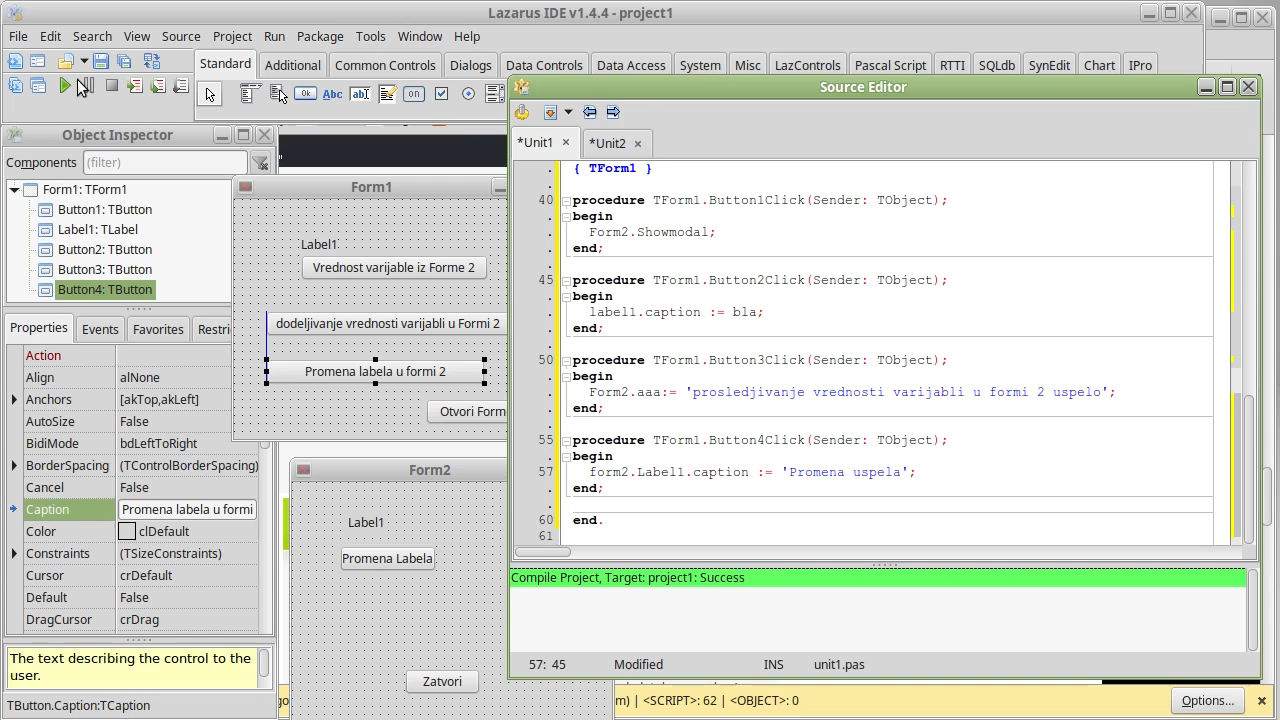 Lazarus IDE v1.4.4 - project1
File Edit Search View Source Project Run Package Tools Window Help
Standard Additional Common Controls Dialogs Data Controls Data Access System Misc LazControls Pascal Script RTTI SQLdb SynEdit Chart IPro
Ok Abc abI on
Object Inspector
Components (filter)
Form1: TForm1
Button1: TButton
Label1: TLabel
Button2: TButton
Button3: TButton
Button4: TButton
Properties Events Favorites Restri
Action
Align alNone
Anchors [akTop,akLeft]
AutoSize False
BidiMode bdLeftToRight
BorderSpacing (TControlBorderSpacing)
Cancel False
Caption Promena labela u formi
Color clDefault
Constraints (TSizeConstraints)
Cursor crDefault
Default False
DragCursor crDrag
The text describing the control to the
user.
TButton.Caption:TCaption
Form1
Label1
Vrednost varijable iz Forme 2
dodeljivanje vrednosti varijabli u Formi 2
Promena labela u formi 2
Otvori Form
Form2
Label1
Promena Labela
Zatvori
Source Editor
*Unit1 *Unit2
{ TForm1 }
40 procedure TForm1.Button1Click(Sender: TObject);
begin
Form2.Showmodal;
end;
45 procedure TForm1.Button2Click(Sender: TObject);
begin
label1.caption := bla;
end;
50 procedure TForm1.Button3Click(Sender: TObject);
begin
Form2.aaa:= 'prosledjivanje vrednosti varijabli u formi 2 uspelo';
end;
55 procedure TForm1.Button4Click(Sender: TObject);
begin
57 form2.Label1.caption := 'Promena uspela';
end;
60 end.
61
Compile Project, Target: project1: Success
57: 45 Modified INS unit1.pas
m) | <SCRIPT>: 62 | <OBJECT>: 0
Options...